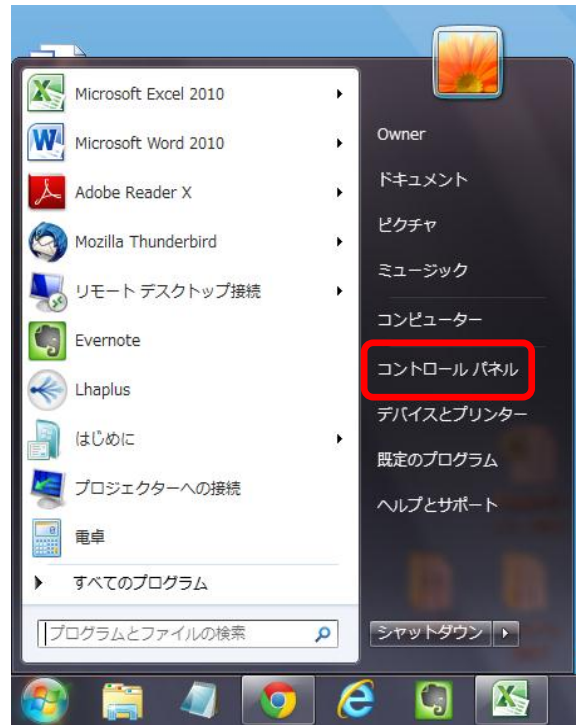 Microsoft Excel 2010
Microsoft Word 2010
Adobe Reader X
Mozilla Thunderbird
リモート デスクトップ接続
Evernote
Lhaplus
はじめに
プロジェクターへの接続
電卓
すべてのプログラム
プログラムとファイルの検索
Owner
ドキュメント
ピクチャ
ミュージック
コンピューター
コントロール パネル
デバイスとプリンター
既定のプログラム
ヘルプとサポート
シャットダウン